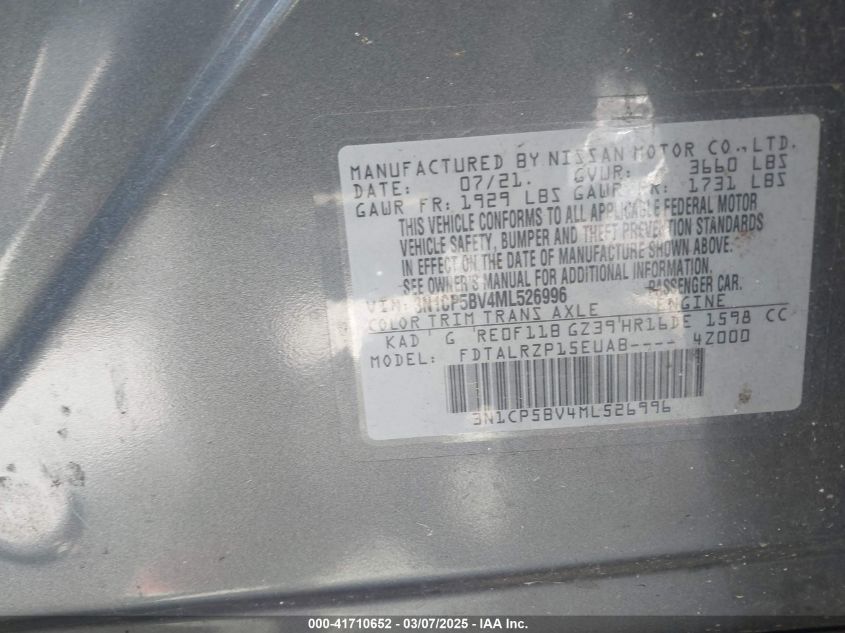 MANUFACTURED BY NISSAN MOTOR CO., LTD.
DATE: 07/21. GVWR: 3660 LBS
GAWR FR: 1929 LBS GAWR RR: 1731 LBS
THIS VEHICLE CONFORMS TO ALL APPLICABLE FEDERAL MOTOR
VEHICLE SAFETY, BUMPER AND THEFT PREVENTION STANDARDS
IN EFFECT ON THE DATE OF MANUFACTURE SHOWN ABOVE.
SEE OWNER'S MANUAL FOR ADDITIONAL INFORMATION.
VIN: 3N1CP5BV4ML526996 PASSENGER CAR.
COLOR TRIM TRANS AXLE ENGINE
KAD G 'RE0F11B GZ39'HR16DE 1598 CC
MODEL: FDTALRZP15EUAB---- 4Z000
3N1CP5BV4ML526996
000-41710652 - 03/07/2025 - IAA Inc.